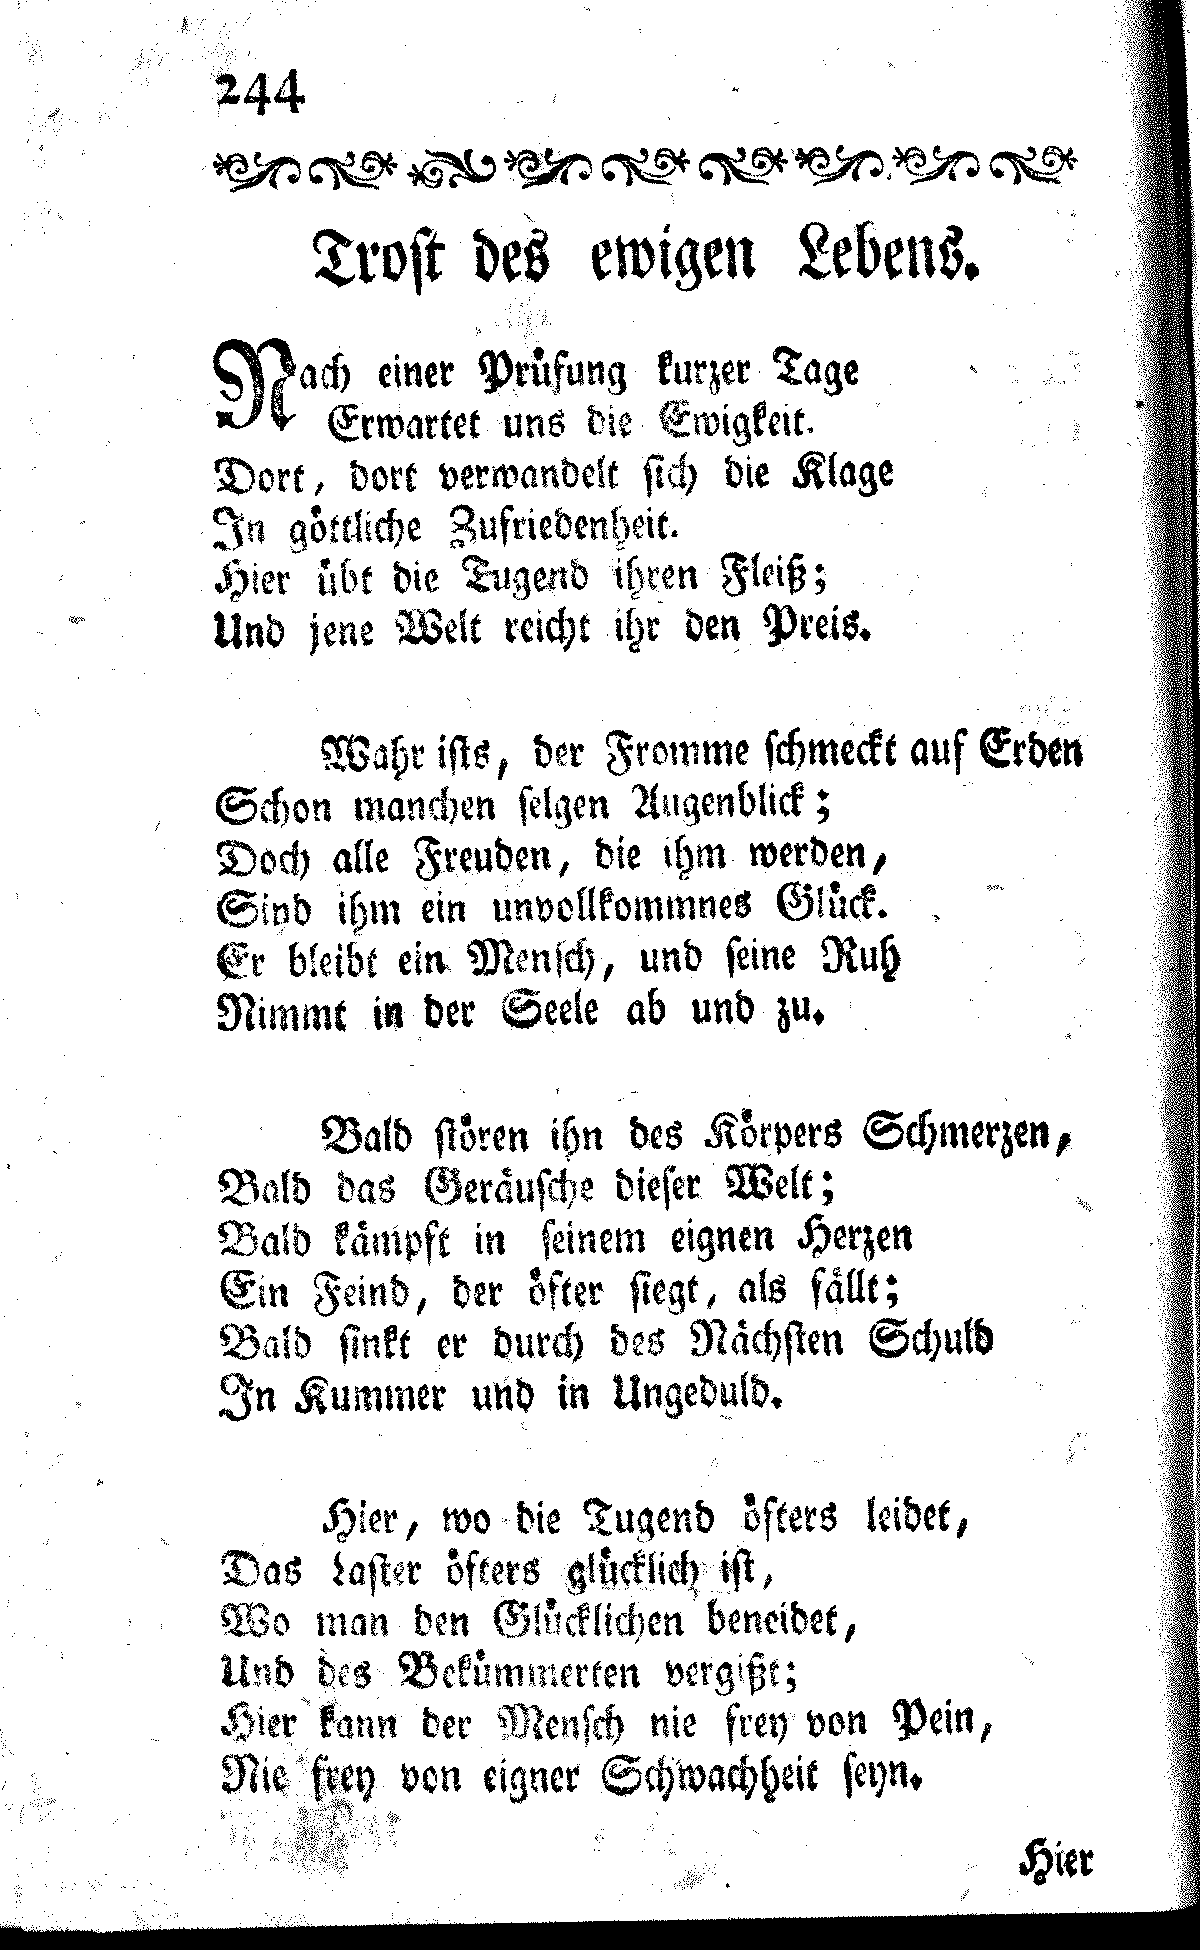 244
Trost des ewigen Lebens.
Nach einer Prüfung kurzer Tage
Erwartet uns die Ewigkeit.
Dort, dort verwandelt sich die Klage
In göttliche Zufriedenheit.
Hier übt die Tugend ihren Fleiß;
Und jene Welt reicht ihr den Preis.
Wahr ists, der Fromme schmeckt auf Erden
Schon manchen selgen Augenblick;
Doch alle Freuden, die ihm werden,
Sind ihm ein unvollkommnes Glück.
Er bleibt ein Mensch, und seine Ruh
Nimmt in der Seele ab und zu.
Bald stören ihn des Körpers Schmerzen,
Bald das Geräusche dieser Welt;
Bald kämpft in seinem eignen Herzen
Ein Feind, der öfter siegt, als fällt;
Bald sinkt er durch des Nächsten Schuld
In Kummer und in Ungeduld.
Hier, wo die Tugend öfters leidet,
Das Laster öfters glücklich ist,
Wo man den Glücklichen beneidet,
Und des Bekümmerten vergißt;
Hier kann der Mensch nie frey von Pein,
Nie frey von eigner Schwachheit seyn.
Hier